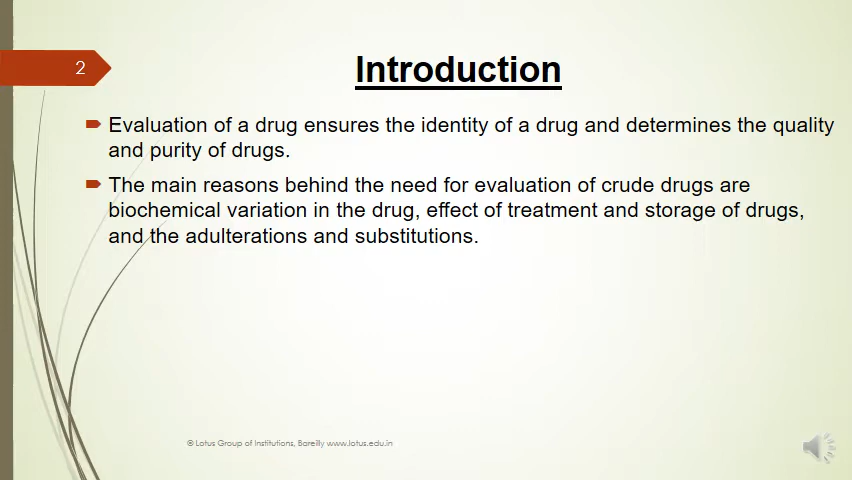 2
Introduction
Evaluation of a drug ensures the identity of a drug and determines the quality
and purity of drugs.
The main reasons behind the need for evaluation of crude drugs are
biochemical variation in the drug, effect of treatment and storage of drugs,
and the adulterations and substitutions.
® Lotus Group of Institutions, Bareilly www.lotus.edu.in